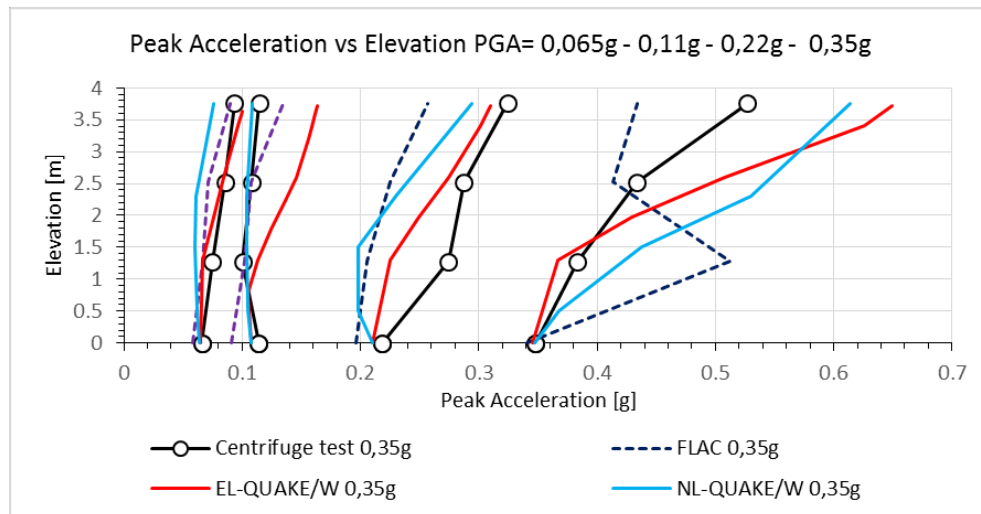 Peak Acceleration vs Elevation PGA= 0,065g - 0,11g - 0,22g - 0,35g
4
3.5
3
2.5
2
1.5
1
0.5
0
Elevation [m]
0 0.1 0.2 0.3 0.4 0.5 0.6 0.7
Peak Acceleration [g]
Centrifuge test 0,35g FLAC 0,35g
EL-QUAKE/W 0,35g NL-QUAKE/W 0,35g